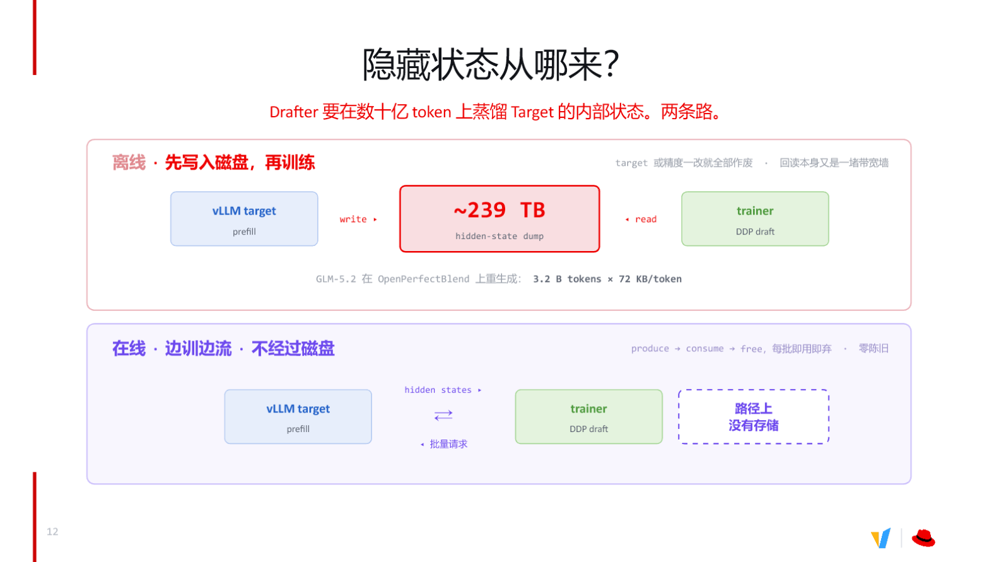 隐藏状态从哪来?
Drafter 要在数十亿 token 上蒸馏 Target 的内部状态。两条路。
离线 · 先写入磁盘，再训练
target 或精度一改就全部作废 · 回读本身又是一堵带宽墙
vLLM target
prefill
write ▸
~239 TB
hidden-state dump
◂ read
trainer
DDP draft
GLM-5.2 在 OpenPerfectBlend 上重生成： 3.2 B tokens × 72 KB/token
在线 · 边训边流 · 不经过磁盘
produce → consume → free，每批即用即弃 · 零陈旧
vLLM target
prefill
hidden states ▸
⇄
◂ 批量请求
trainer
DDP draft
路径上
没有存储
12